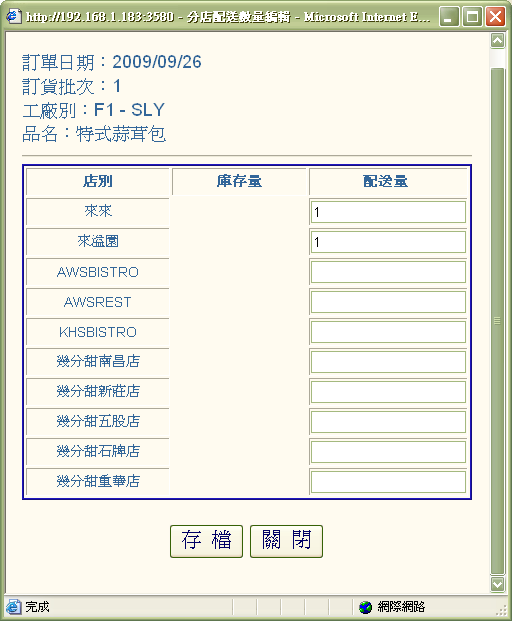 http://192.168.1.183:3580 - 分店配送數量編輯 - Microsoft Internet E...
訂單日期：2009/09/26
訂貨批次：1
工廠別：F1 - SLY
品名：特式蒜茸包
店別 庫存量 配送量
來來 1
來溢園 1
AWSBISTRO
AWSREST
KHSBISTRO
幾分甜南昌店
幾分甜新莊店
幾分甜五股店
幾分甜石牌店
幾分甜重華店
存 檔 關 閉
完成 網際網路